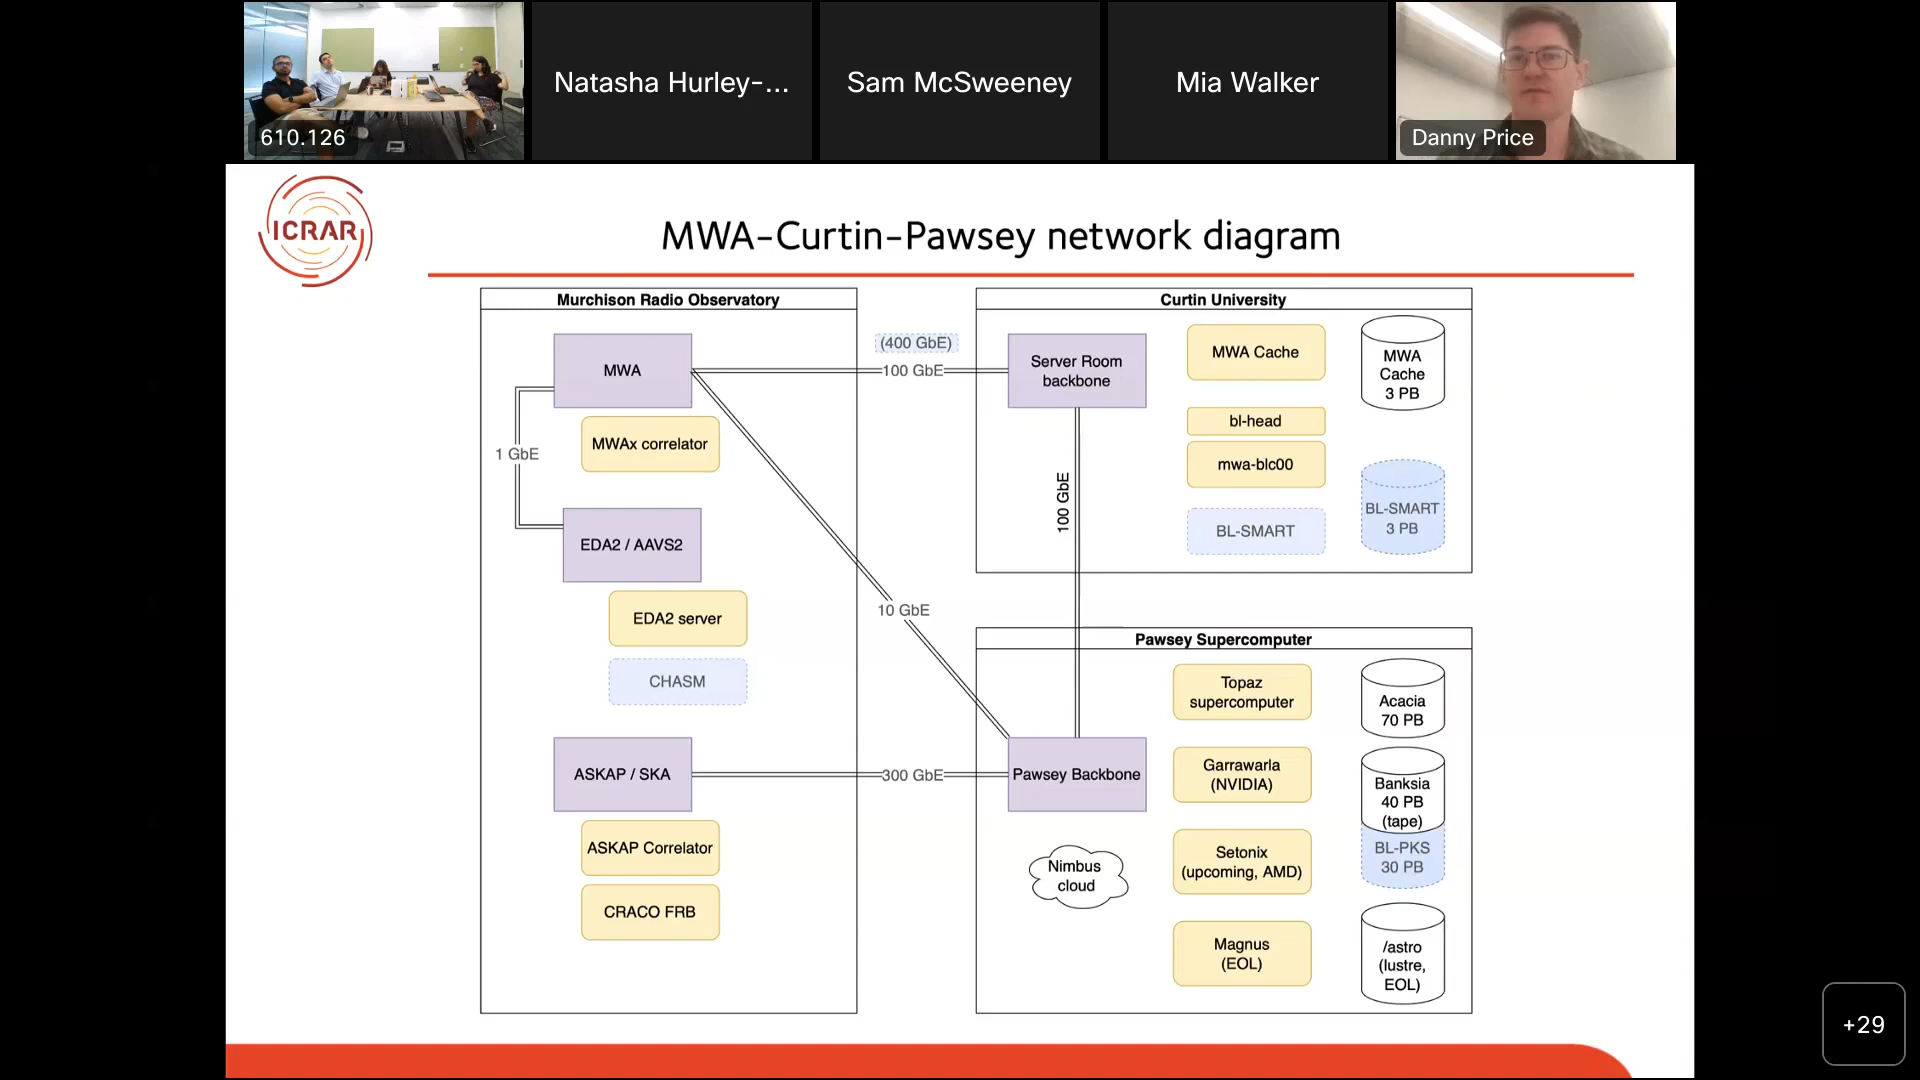 610.126
Natasha Hurley-...
Sam McSweeney
Mia Walker
Danny Price
ICRAR
MWA-Curtin-Pawsey network diagram
Murchison Radio Observatory
MWA
MWAx correlator
1 GbE
EDA2 / AAVS2
EDA2 server
CHASM
ASKAP / SKA
ASKAP Correlator
CRACO FRB
(400 GbE)
100 GbE
10 GbE
300 GbE
Curtin University
Server Room
backbone
MWA Cache
MWA
Cache
3 PB
bl-head
mwa-blc00
BL-SMART
BL-SMART
3 PB
100 GbE
Pawsey Supercomputer
Topaz
supercomputer
Acacia
70 PB
Pawsey Backbone
Garrawarla
(NVIDIA)
Banksia
40 PB
(tape)
BL-PKS
30 PB
Nimbus
cloud
Setonix
(upcoming, AMD)
Magnus
(EOL)
/astro
(lustre,
EOL)
+29